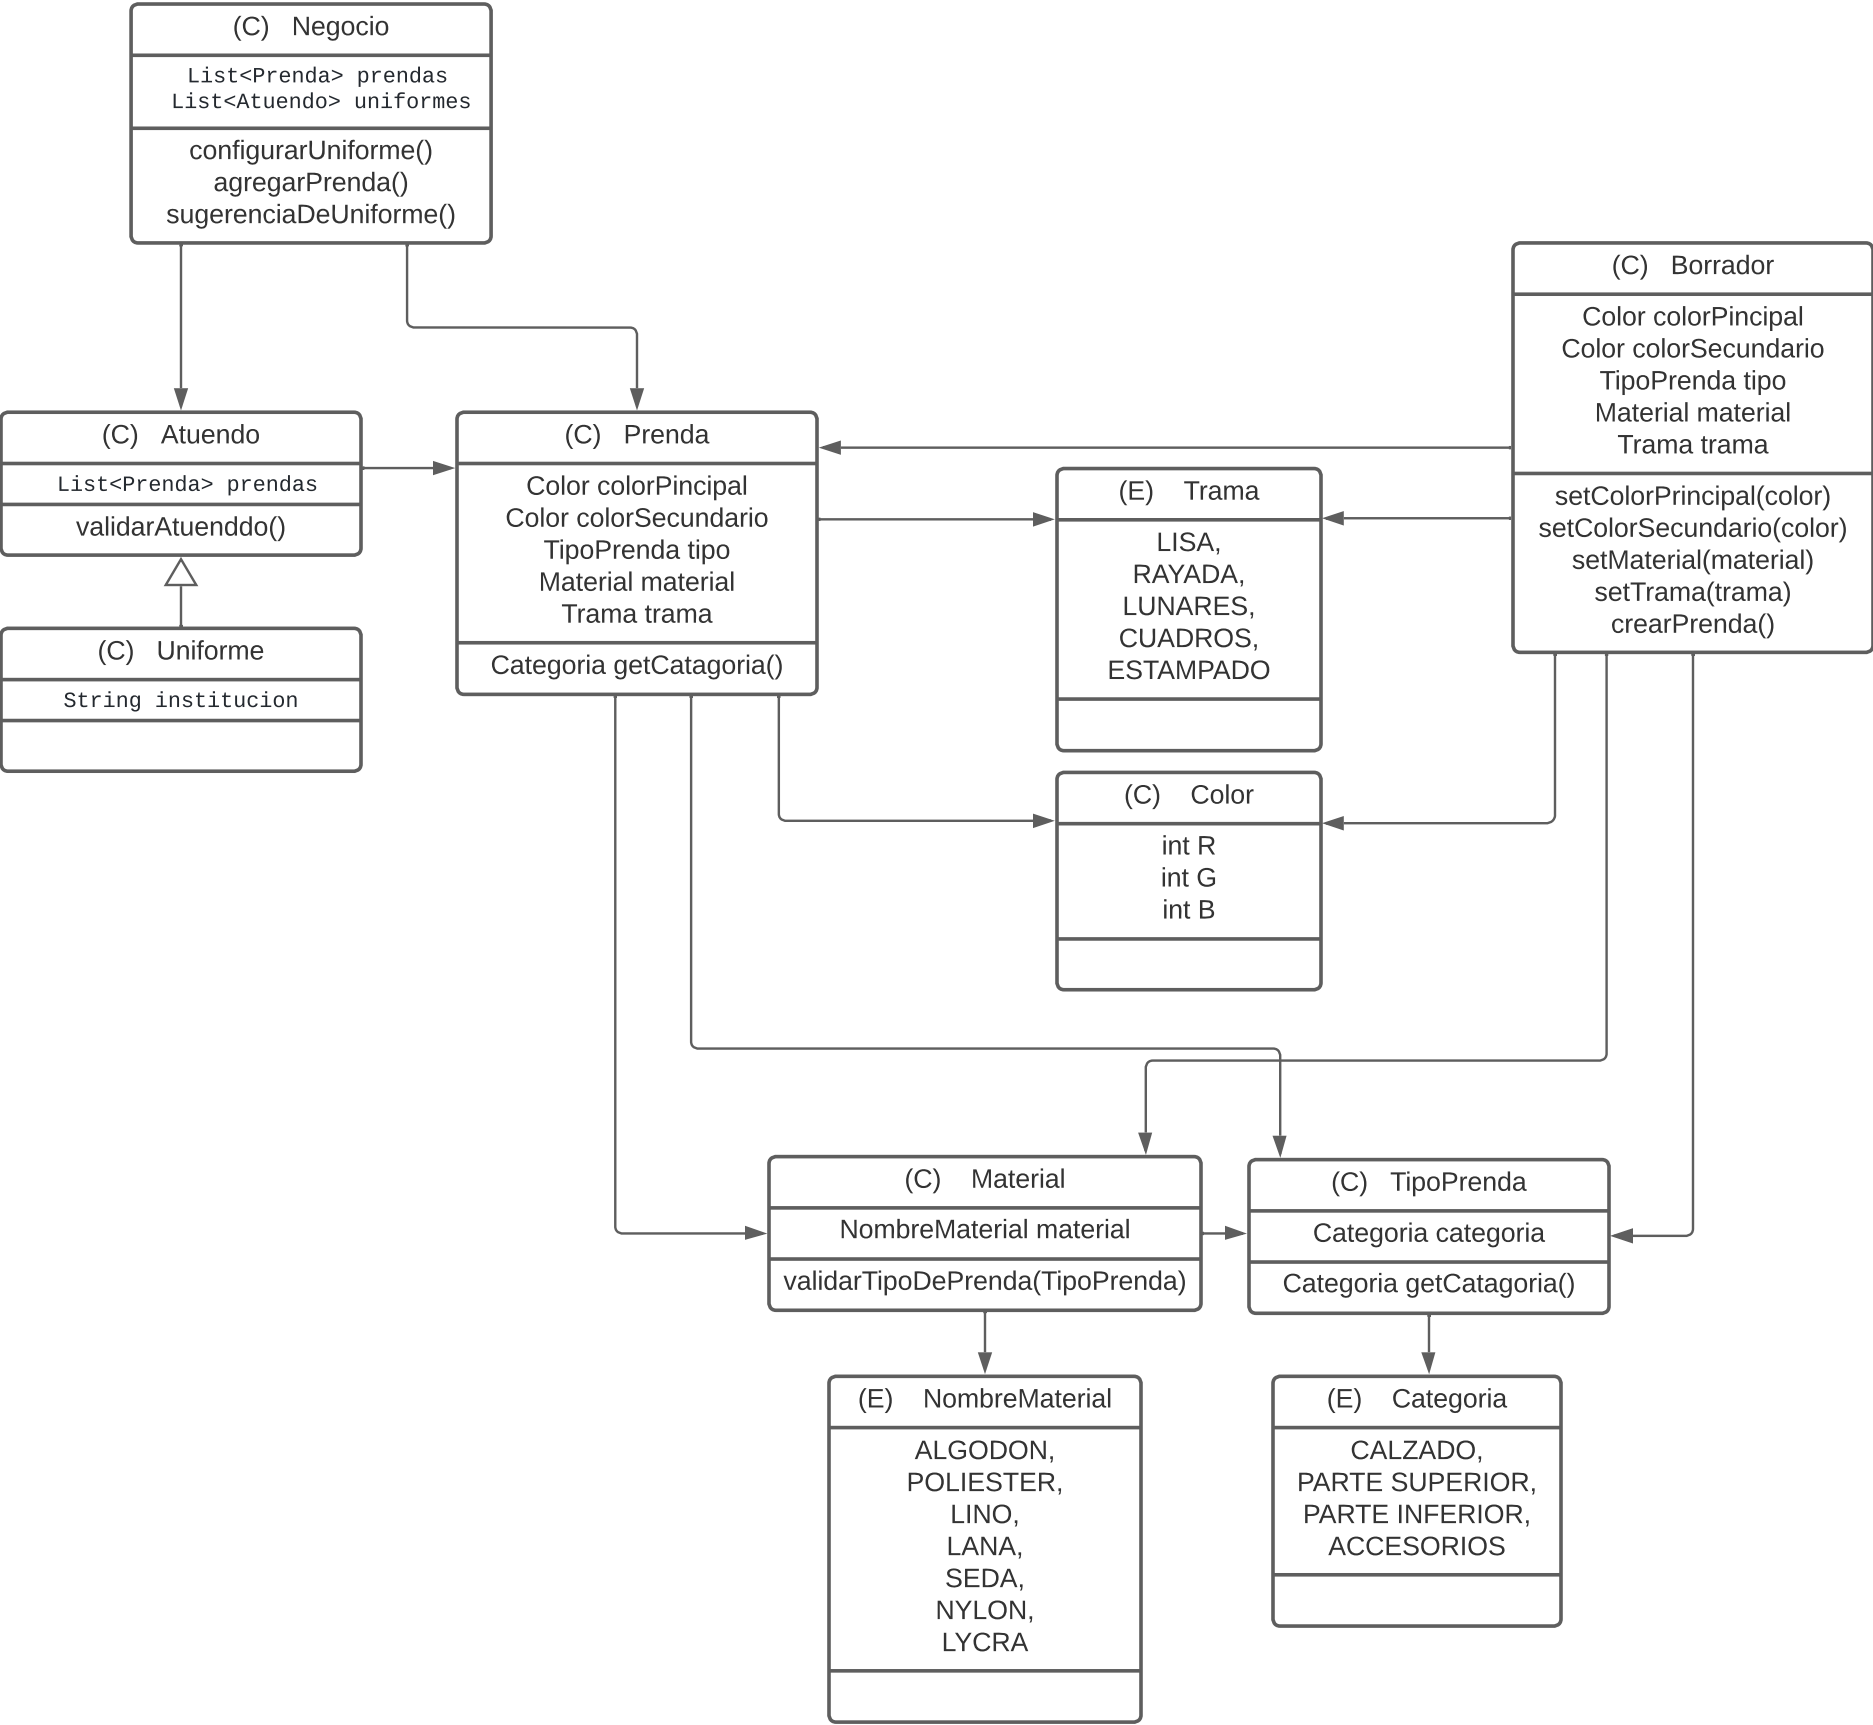 (C) Negocio
List<Prenda> prendas
List<Atuendo> uniformes
configurarUniforme()
agregarPrenda()
sugerenciaDeUniforme()
(C) Borrador
Color colorPincipal
Color colorSecundario
TipoPrenda tipo
Material material
Trama trama
setColorPrincipal(color)
setColorSecundario(color)
setMaterial(material)
setTrama(trama)
crearPrenda()
(C) Atuendo
List<Prenda> prendas
validarAtuenddo()
(C) Prenda
Color colorPincipal
Color colorSecundario
TipoPrenda tipo
Material material
Trama trama
Categoria getCatagoria()
(E) Trama
LISA,
RAYADA,
LUNARES,
CUADROS,
ESTAMPADO
(C) Uniforme
String institucion
(C) Color
int R
int G
int B
(C) Material
NombreMaterial material
validarTipoDePrenda(TipoPrenda)
(C) TipoPrenda
Categoria categoria
Categoria getCatagoria()
(E) NombreMaterial
ALGODON,
POLIESTER,
LINO,
LANA,
SEDA,
NYLON,
LYCRA
(E) Categoria
CALZADO,
PARTE SUPERIOR,
PARTE INFERIOR,
ACCESORIOS